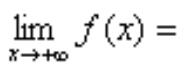 lim f(x) =
x→+∞